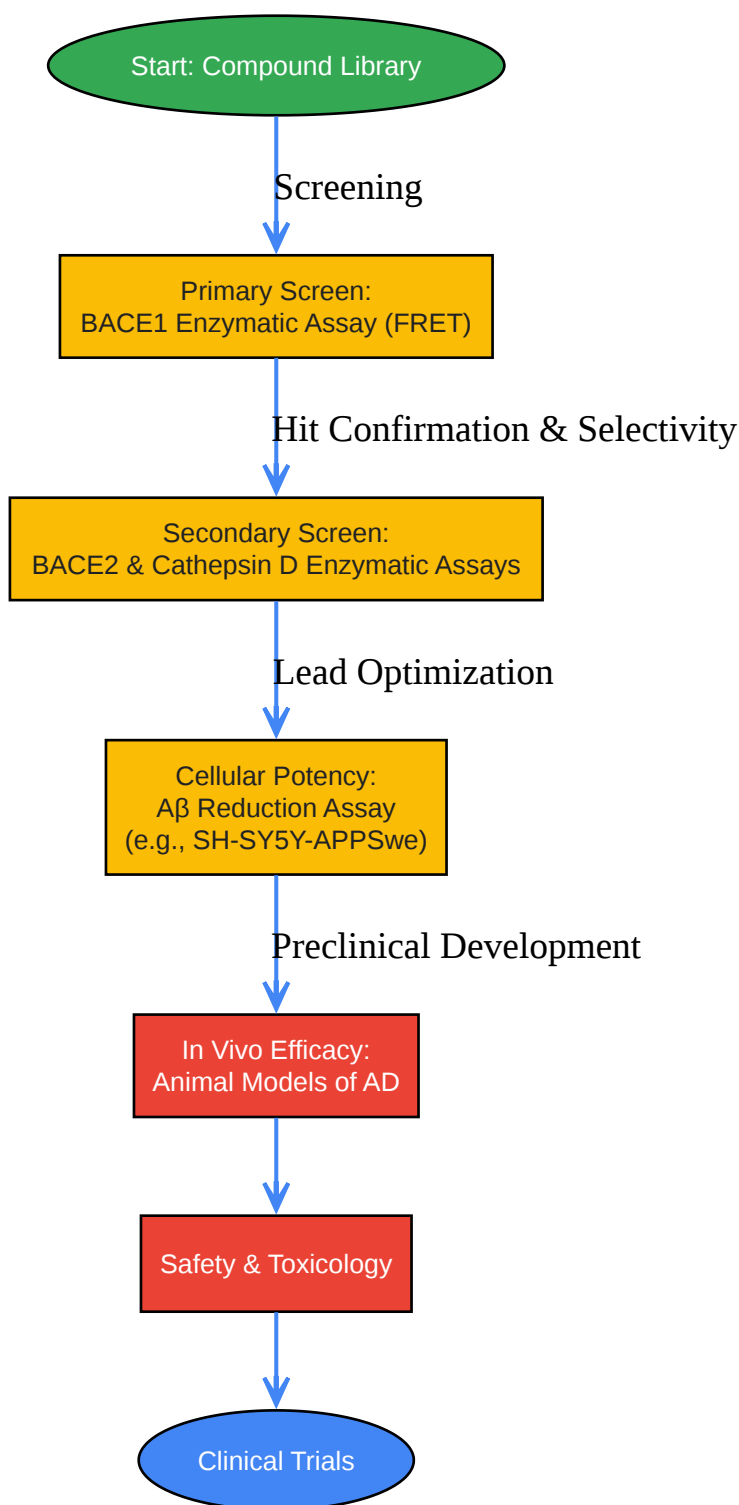 Start: Compound Library
Screening
Primary Screen:
BACE1 Enzymatic Assay (FRET)
Hit Confirmation & Selectivity
Secondary Screen:
BACE2 & Cathepsin D Enzymatic Assays
Lead Optimization
Cellular Potency:
Aβ Reduction Assay
(e.g., SH-SY5Y-APPSwe)
Preclinical Development
In Vivo Efficacy:
Animal Models of AD
Safety & Toxicology
Clinical Trials